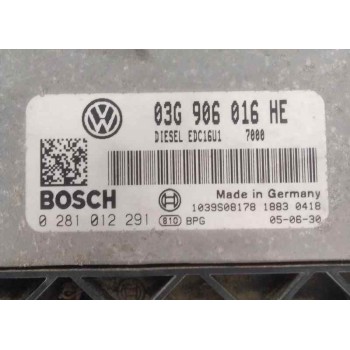 03G 906 016 HE
DIESEL EDC16U1 7000
BOSCH
Made in Germany
1039S08178 1883 0418
0 281 012 291 810 BPG 05-06-30